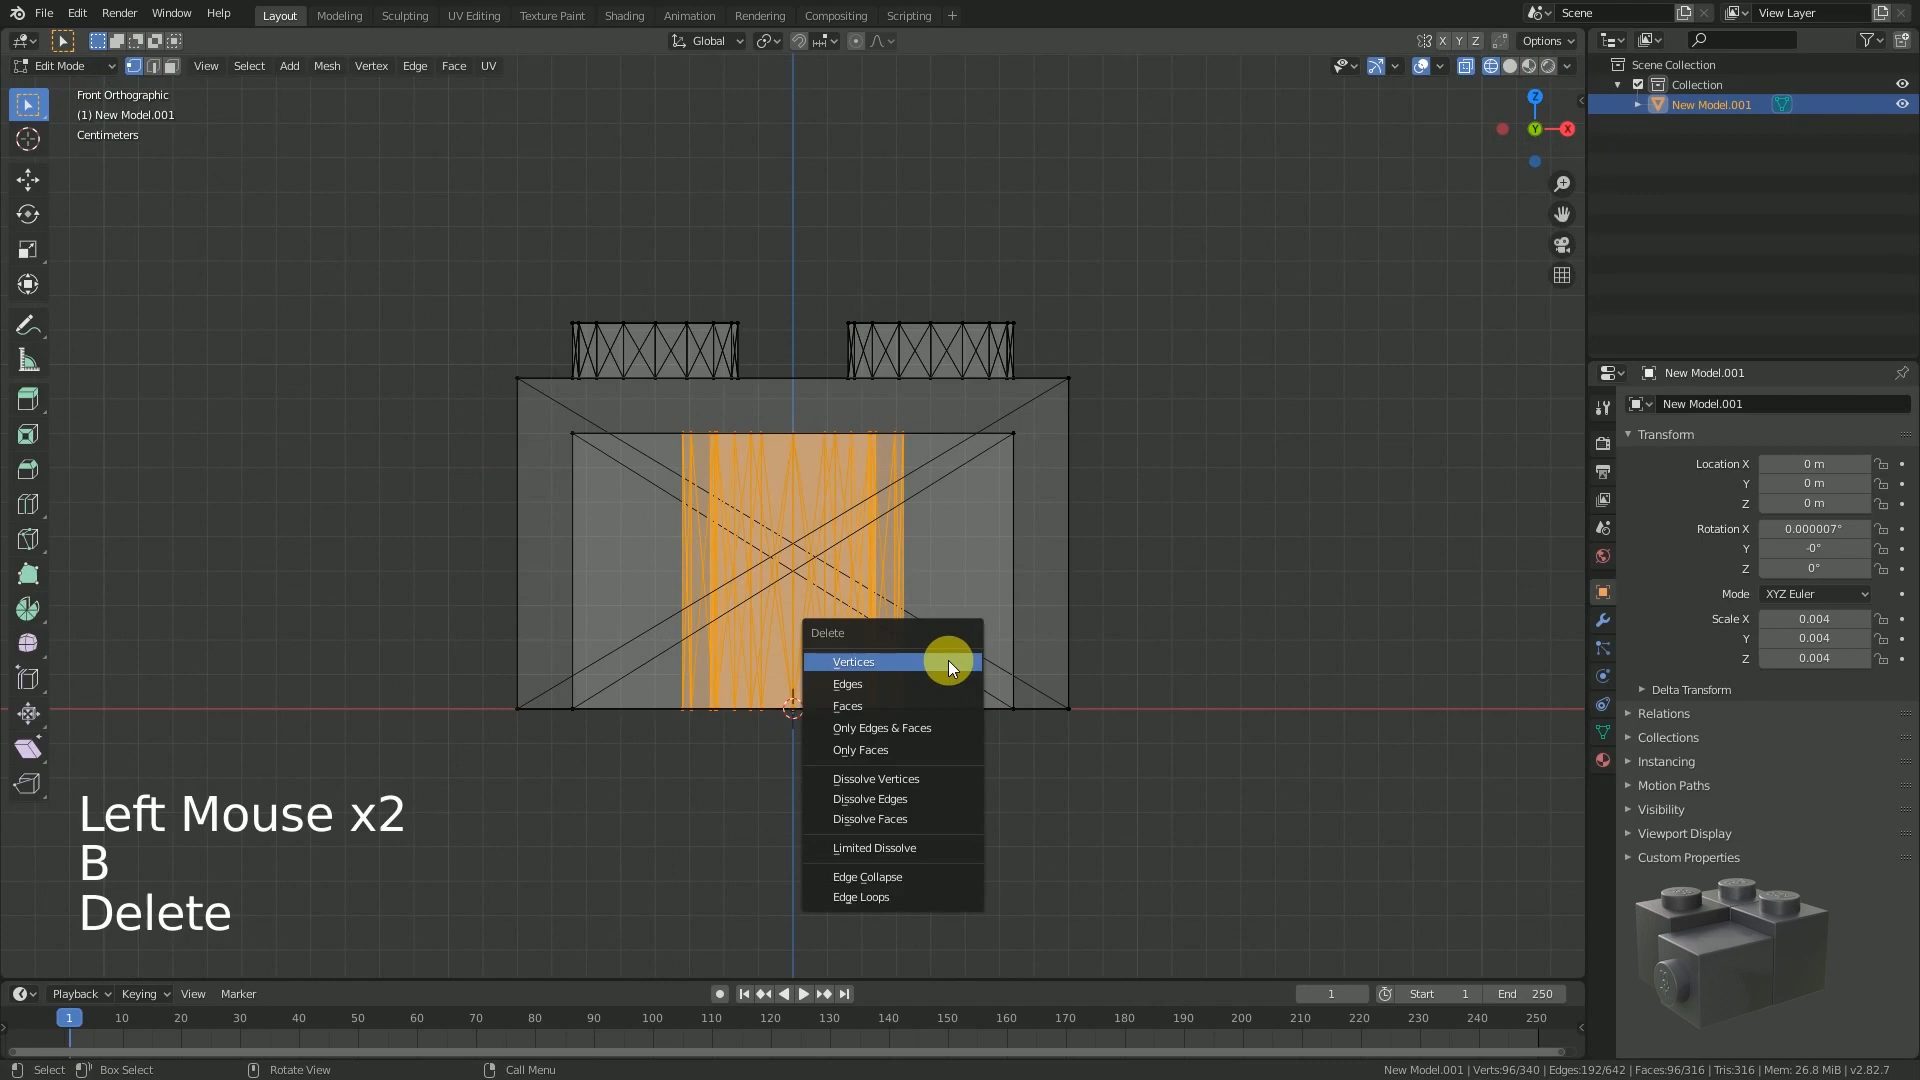 File Edit Render Window Help Layout Modeling Sculpting UV Editing Texture Paint Shading Animation Rendering Compositing Scripting + Scene View Layer
Global X Y Z Options
Edit Mode View Select Add Mesh Vertex Edge Face UV
Front Orthographic
(1) New Model.001
Centimeters
Z
Y
X
Scene Collection
Collection
New Model.001
New Model.001
New Model.001
Transform
Location X 0 m
Y 0 m
Z 0 m
Rotation X 0.000007°
Y -0°
Z 0°
Mode XYZ Euler
Scale X 0.004
Y 0.004
Z 0.004
Delta Transform
Relations
Collections
Instancing
Motion Paths
Visibility
Viewport Display
Custom Properties
Delete
Vertices
Edges
Faces
Only Edges & Faces
Only Faces
Dissolve Vertices
Dissolve Edges
Dissolve Faces
Limited Dissolve
Edge Collapse
Edge Loops
Left Mouse x2
B
Delete
Playback Keying View Marker 1 Start 1 End 250
1 10 20 30 40 50 60 70 80 90 100 110 120 130 140 150 160 170 180 190 200 210 220 230 240 250
Select Box Select Rotate View Call Menu New Model.001 | Verts:96/340 | Edges:192/642 | Faces:96/316 | Tris:316 | Mem: 26.8 MiB | v2.82.7